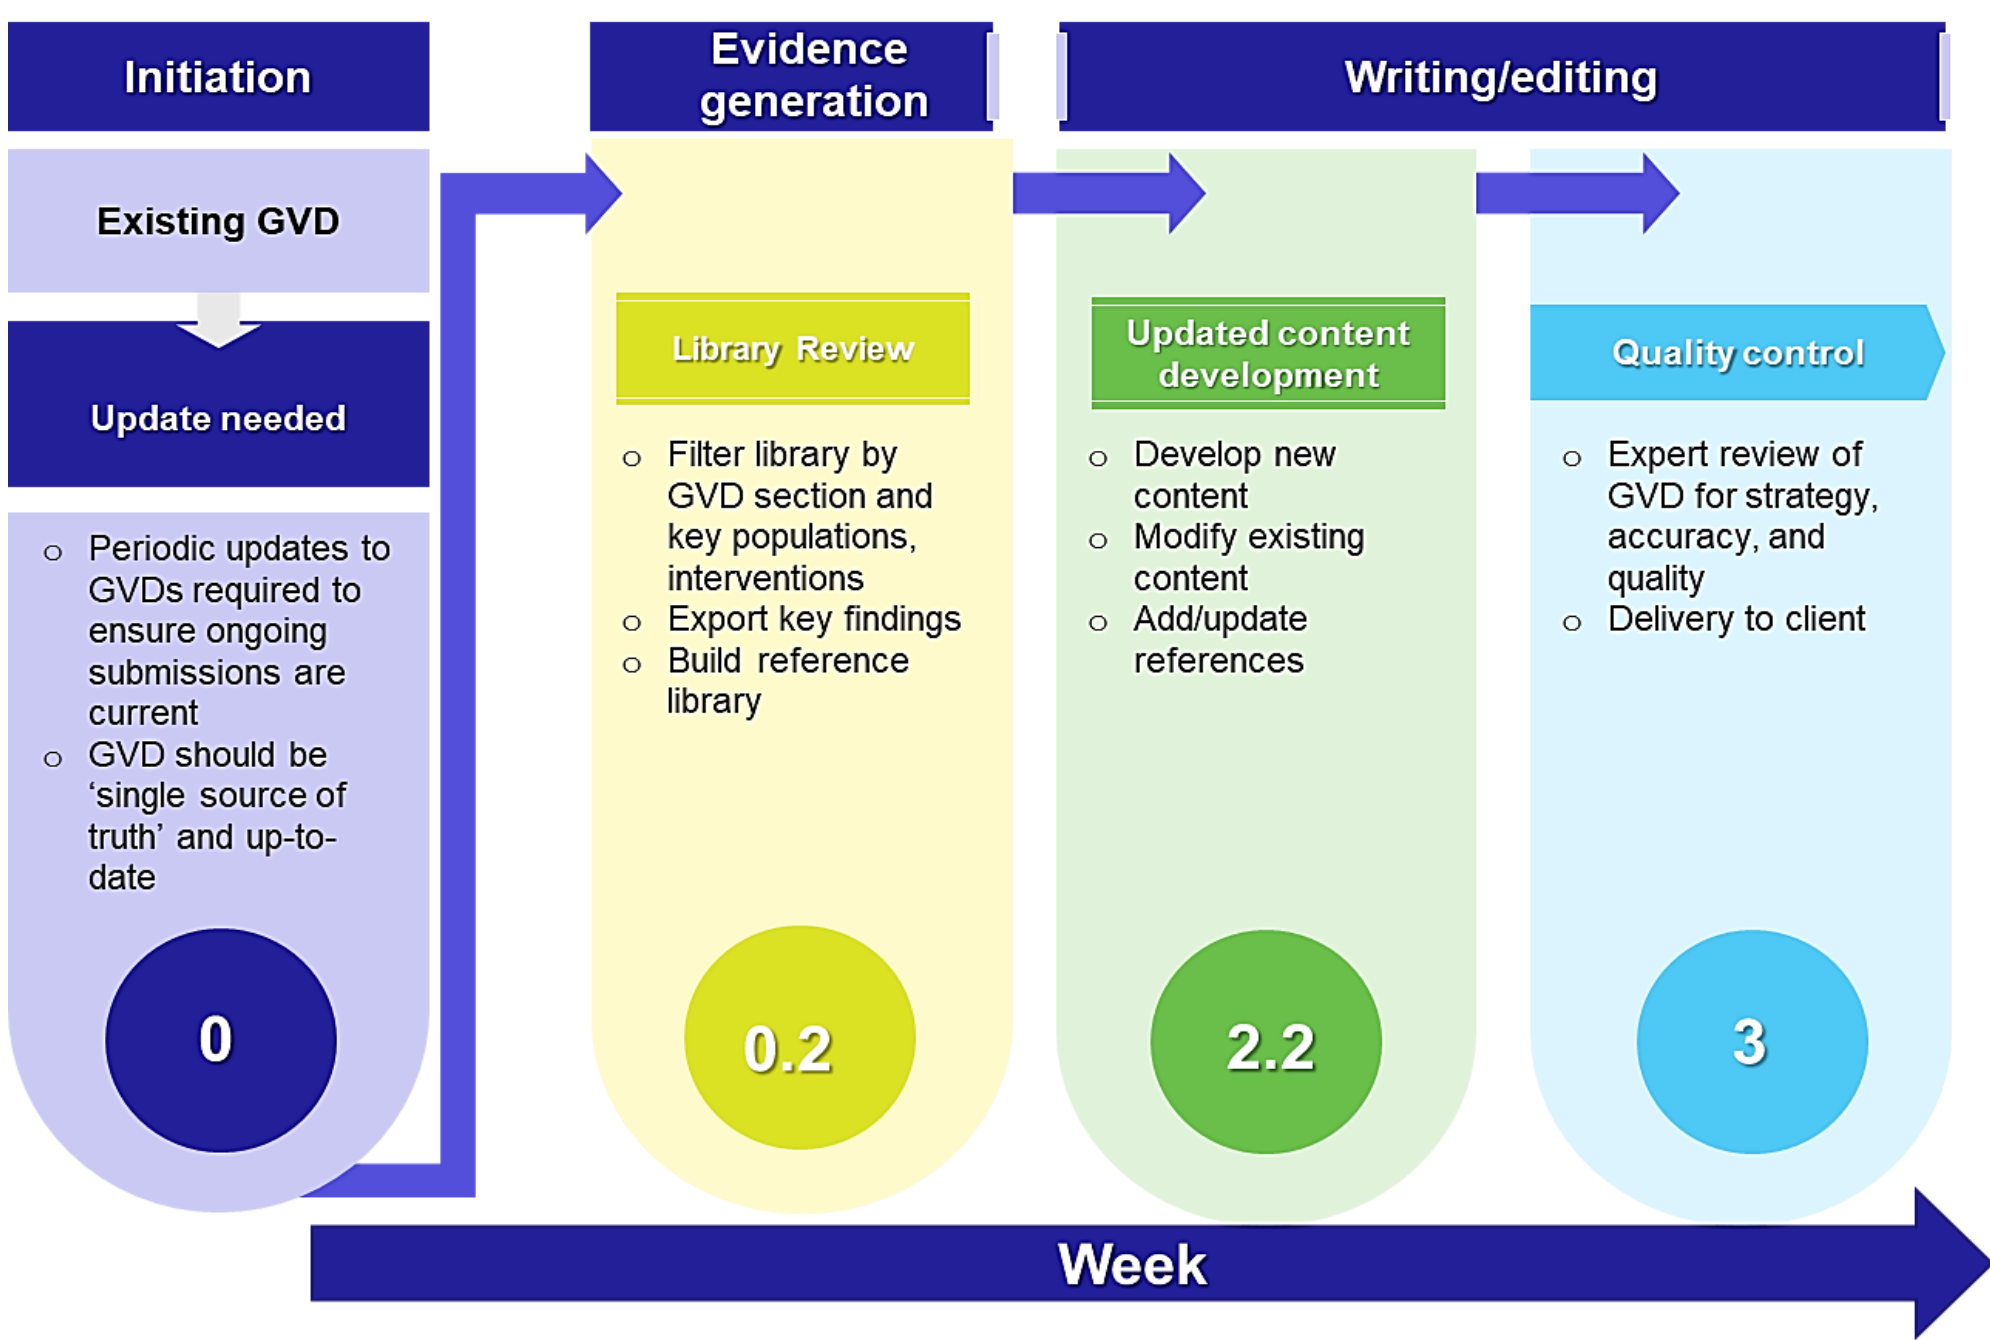 Initiation
Existing GVD
Update needed
o Periodic updates to
GVDs required to
ensure ongoing
submissions are
current
o GVD should be
‘single source of
truth’ and up-to-
date
0
Evidence
generation
Library Review
o Filter library by
GVD section and
key populations,
interventions
o Export key findings
o Build reference
library
0.2
Writing/editing
Updated content
development
o Develop new
content
o Modify existing
content
o Add/update
references
2.2
Quality control
o Expert review of
GVD for strategy,
accuracy, and
quality
o Delivery to client
3
Week